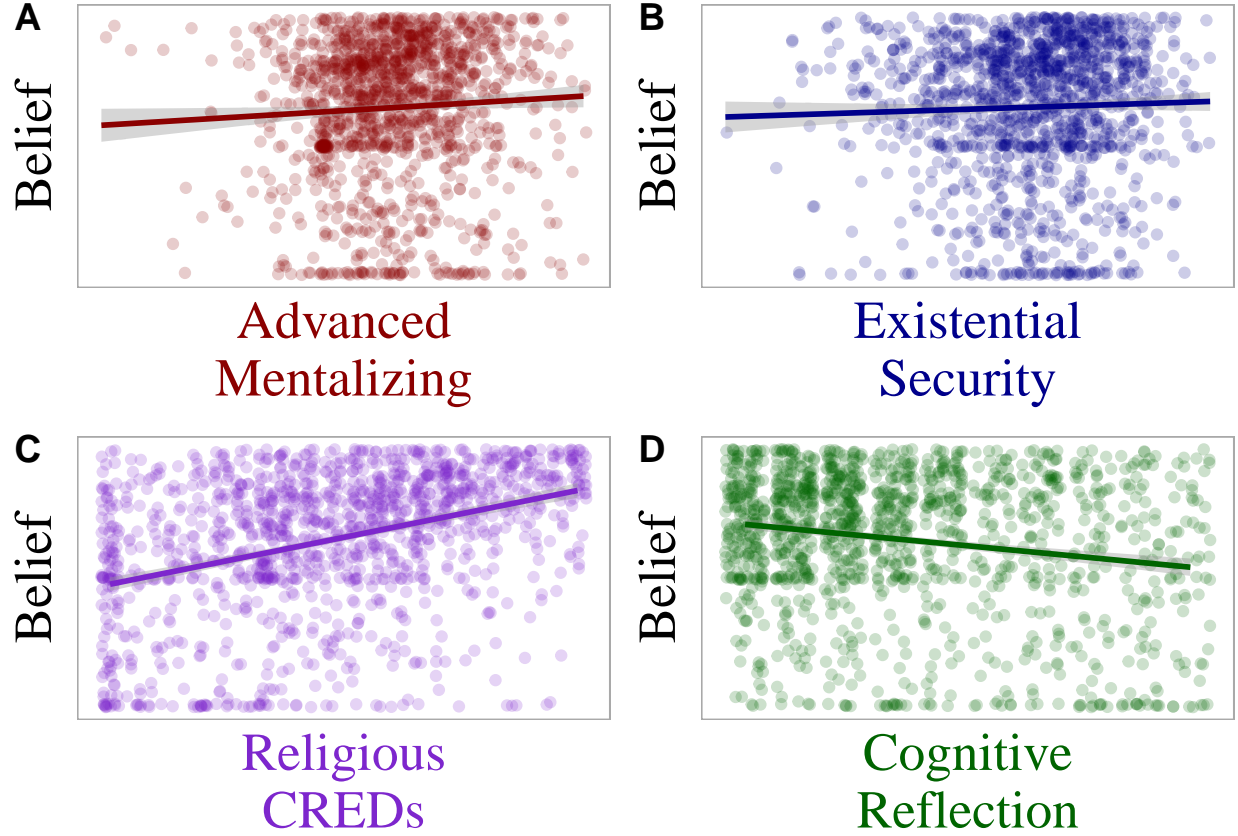 A
Belief
Advanced
Mentalizing
B
Belief
Existential
Security
C
Belief
Religious
CREDs
D
Belief
Cognitive
Reflection